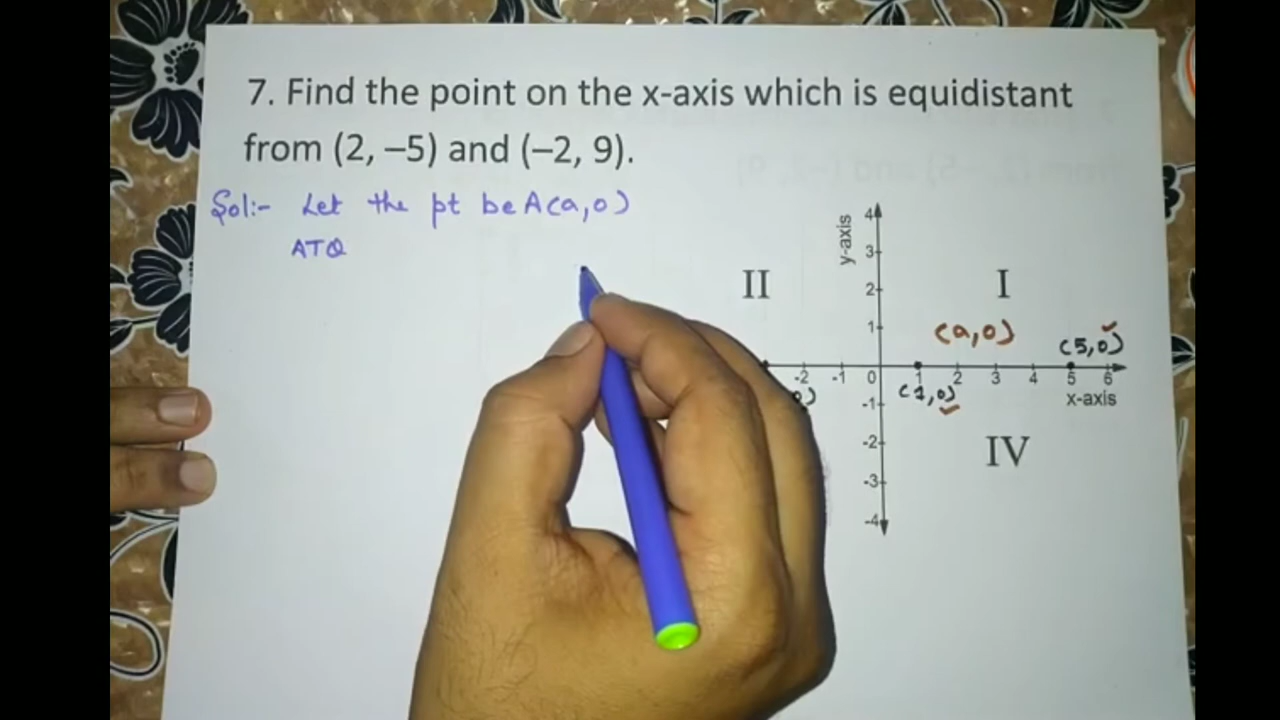 7. Find the point on the x-axis which is equidistant
from (2, –5) and (–2, 9).
Sol:- Let the pt be A(a,0)
ATQ
y-axis
4
3
2
1
-1
-2
-3
-4
-2 -1 0 1 2 3 4 5 6
x-axis
II
I
IV
(a,0)
(5,0)
(1,0)